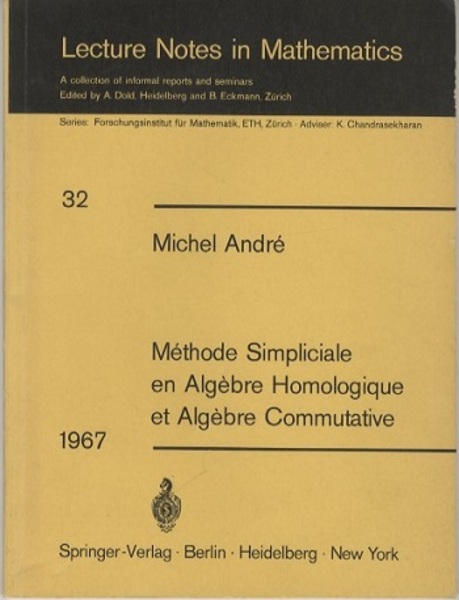 Lecture Notes in Mathematics
A collection of informal reports and seminars
Edited by A. Dold, Heidelberg and B. Eckmann, Zürich
Series: Forschungsinstitut für Mathematik, ETH, Zürich · Adviser: K. Chandrasekharan
32
Michel André
Méthode Simpliciale
en Algèbre Homologique
et Algèbre Commutative
1967
Springer-Verlag · Berlin · Heidelberg · New York